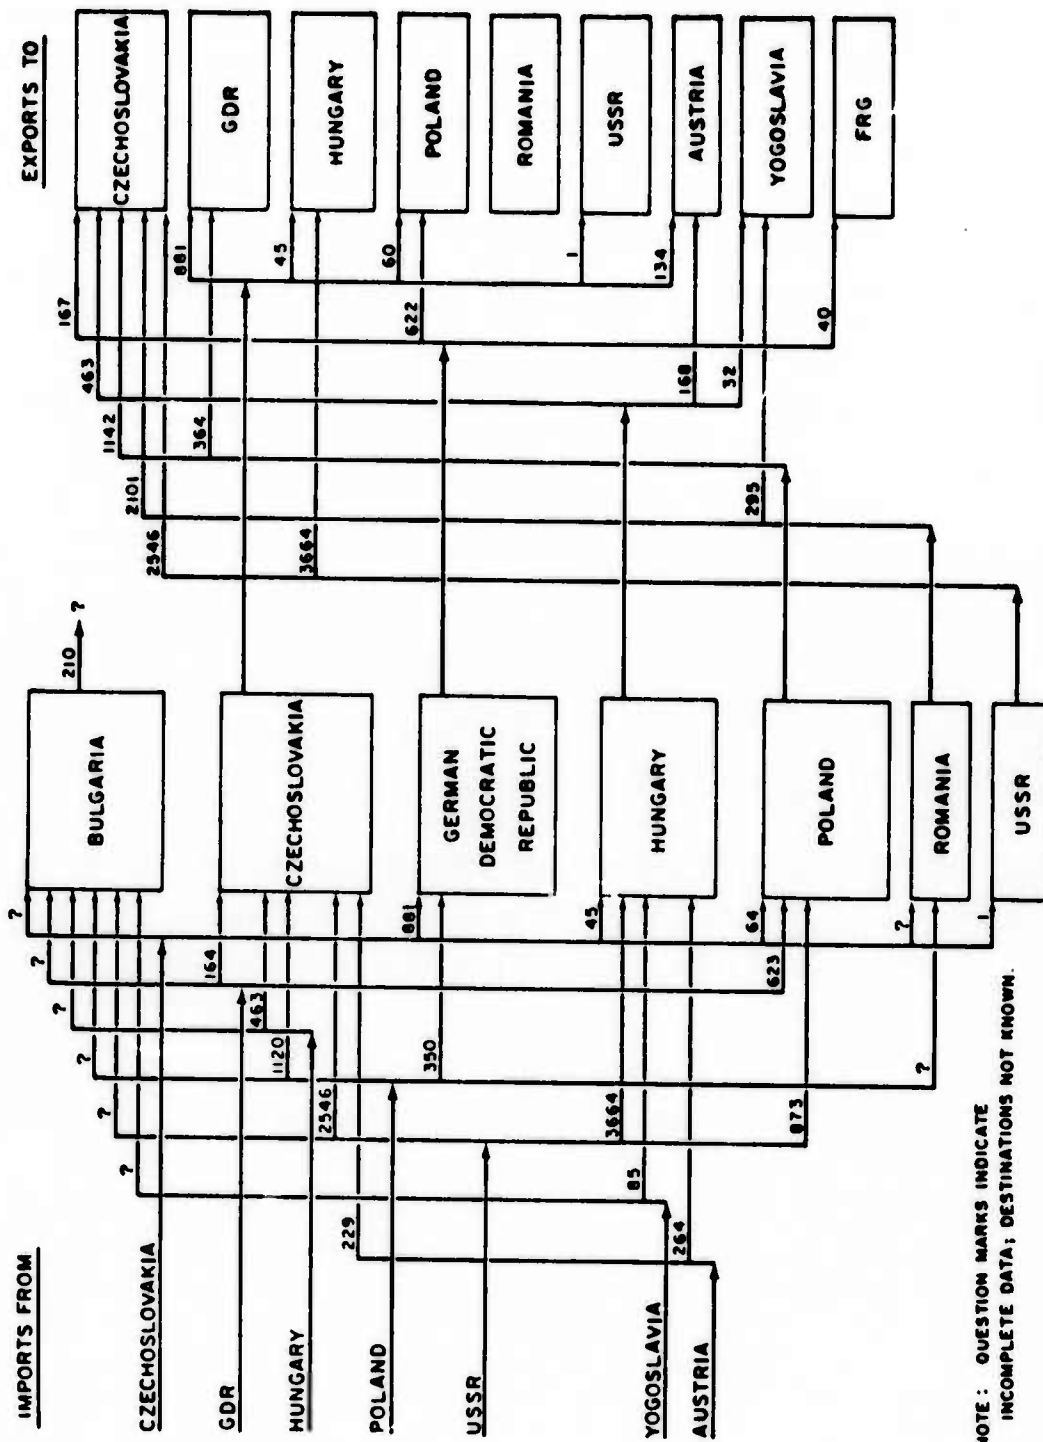 IMPORTS FROM
CZECHOSLOVAKIA
GDR
HUNGARY
POLAND
USSR
YOGOSLAVIA
AUSTRIA
?
?
?
?
?
?
164
463
1120
2546
229
881
350
45
3664
85
264
64
623
873
?
?
1
BULGARIA
210
?
CZECHOSLOVAKIA
GERMAN
DEMOCRATIC
REPUBLIC
HUNGARY
POLAND
ROMANIA
USSR
EXPORTS TO
167
463
1142
2101
2546
881
364
45
3664
60
622
1
134
168
32
295
40
CZECHOSLOVAKIA
GDR
HUNGARY
POLAND
ROMANIA
USSR
AUSTRIA
YOGOSLAVIA
FRG
NOTE: QUESTION MARKS INDICATE
INCOMPLETE DATA; DESTINATIONS NOT KNOWN.